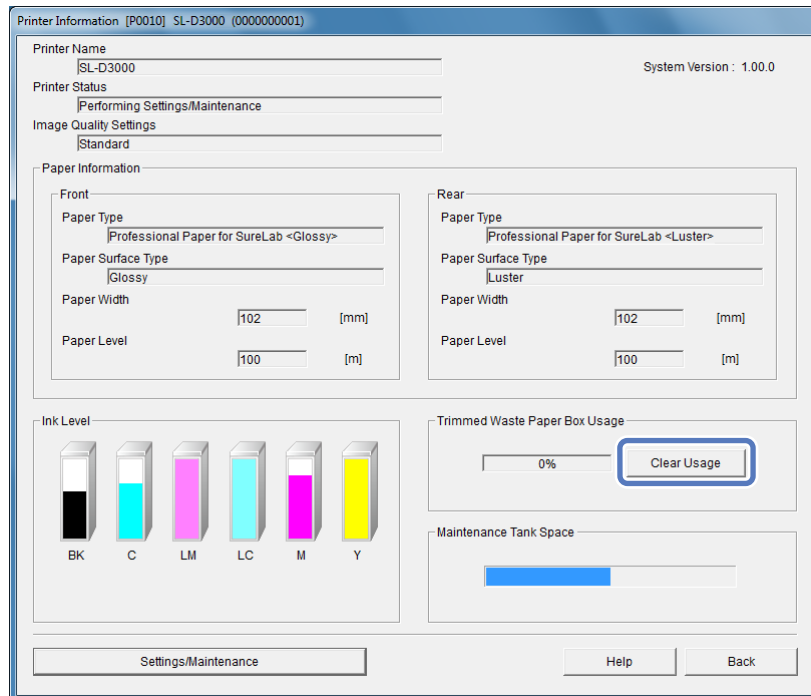 Printer Information [P0010] SL-D3000 (0000000001)
Printer Name
SL-D3000
System Version : 1.00.0
Printer Status
Performing Settings/Maintenance
Image Quality Settings
Standard
Paper Information
Front
Paper Type
Professional Paper for SureLab <Glossy>
Paper Surface Type
Glossy
Paper Width
102 [mm]
Paper Level
100 [m]
Rear
Paper Type
Professional Paper for SureLab <Luster>
Paper Surface Type
Luster
Paper Width
102 [mm]
Paper Level
100 [m]
Ink Level
BK C LM LC M Y
Trimmed Waste Paper Box Usage
0% Clear Usage
Maintenance Tank Space
Settings/Maintenance Help Back